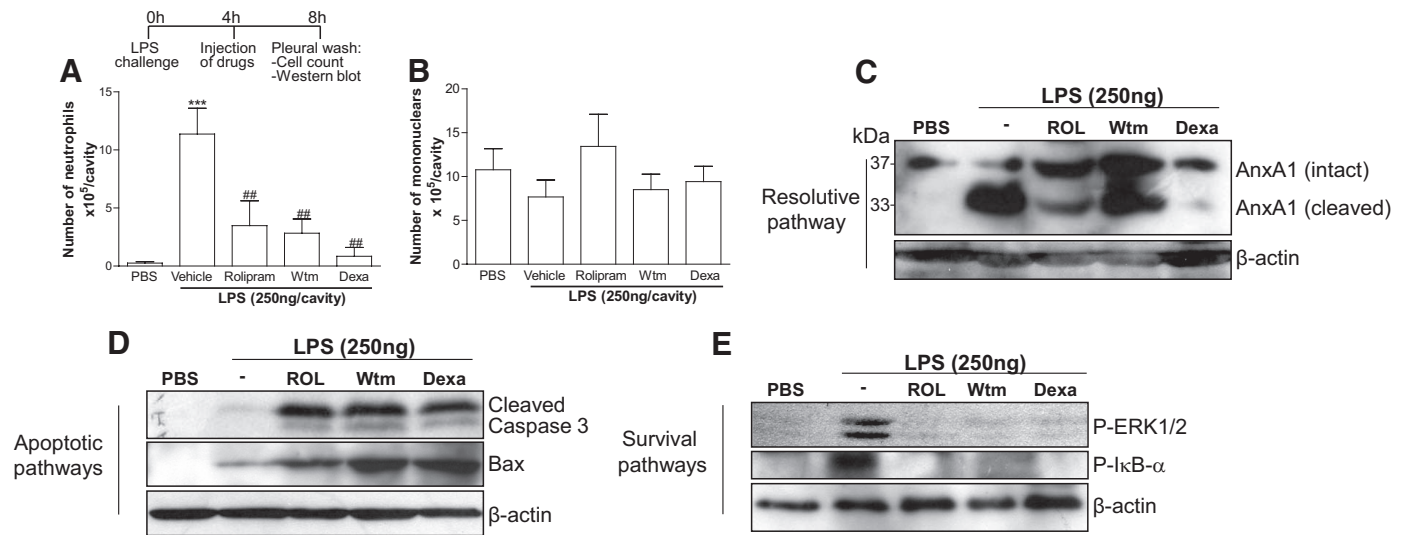 0h 4h 8h
LPS challenge
Injection of drugs
Pleural wash:
-Cell count
-Western blot
A
Number of neutrophils
x10⁵/cavity
15
10
5
0
***
##
##
##
PBS Vehicle Rolipram Wtm Dexa
LPS (250ng/cavity)
B
Number of mononuclears
x 10⁵/cavity
20
15
10
5
0
PBS Vehicle Rolipram Wtm Dexa
LPS (250ng/cavity)
C
LPS (250ng)
kDa PBS - ROL Wtm Dexa
37
33
Resolutive
pathway
AnxA1 (intact)
AnxA1 (cleaved)
β-actin
D
LPS (250ng)
PBS - ROL Wtm Dexa
Apoptotic
pathways
Cleaved
Caspase 3
Bax
β-actin
E
LPS (250ng)
PBS - ROL Wtm Dexa
Survival
pathways
P-ERK1/2
P-IκB-α
β-actin